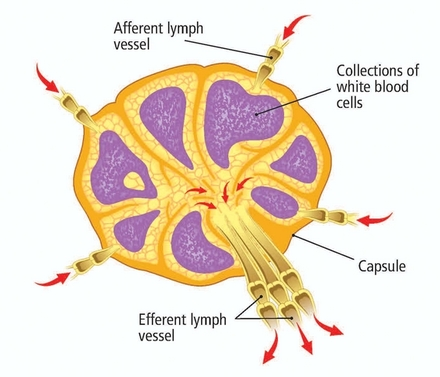 Afferent lymph
vessel
Collections of
white blood
cells
Capsule
Efferent lymph
vessel